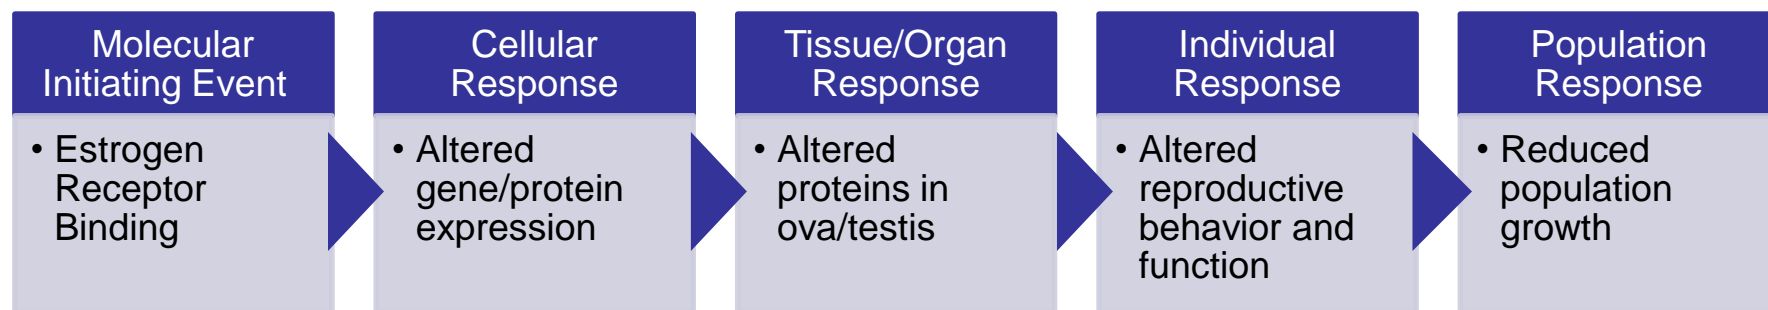 Molecular
Initiating Event
• Estrogen
Receptor
Binding
Cellular
Response
• Altered
gene/protein
expression
Tissue/Organ
Response
• Altered
proteins in
ova/testis
Individual
Response
• Altered
reproductive
behavior and
function
Population
Response
• Reduced
population
growth